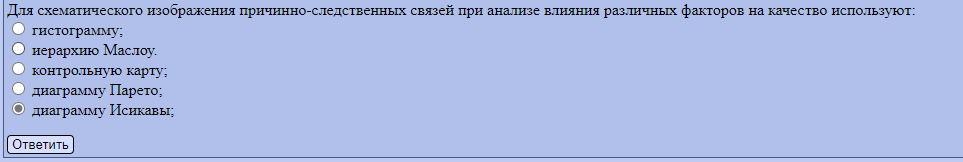 Для схематического изображения причинно-следственных связей при анализе влияния различных факторов на качество используют:
гистограмму;
иерархию Маслоу.
контрольную карту;
диаграмму Парето;
диаграмму Исикавы;
Ответить